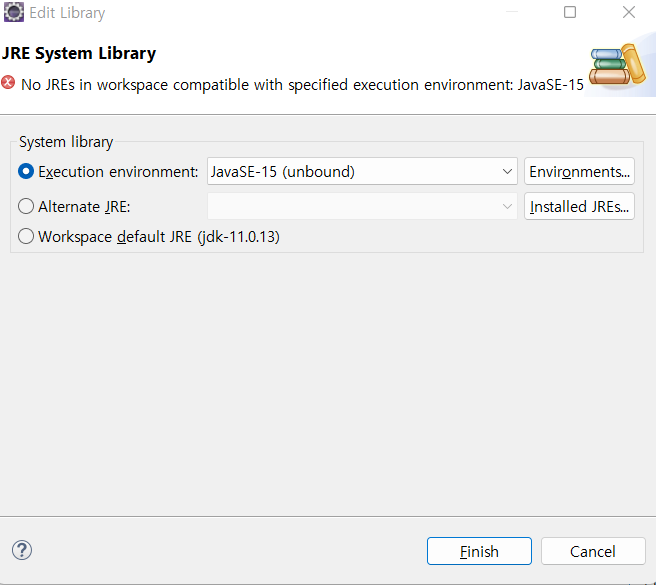 Edit Library
JRE System Library
No JREs in workspace compatible with specified execution environment: JavaSE-15
System library
Execution environment: JavaSE-15 (unbound) Environments...
Alternate JRE: Installed JREs...
Workspace default JRE (jdk-11.0.13)
? Finish Cancel